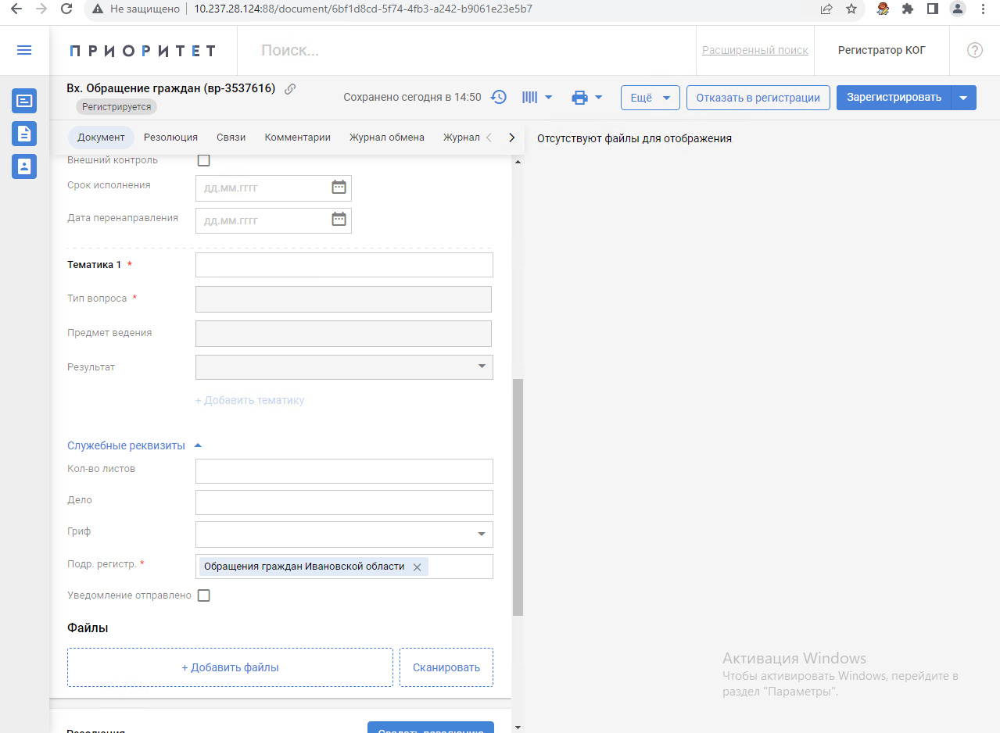 Не защищено
10.237.28.124:88/document/6bf1d8cd-5f74-4fb3-a242-b9061e23e5b7
ПРИОРИТЕТ
Поиск...
Расширенный поиск
Регистратор КОГ
?
Вх. Обращение граждан (вр-3537616)
Регистрируется
Сохранено сегодня в 14:50
Ещё
Отказать в регистрации
Зарегистрировать
Документ Резолюция Связи Комментарии Журнал обмена Журнал
Отсутствуют файлы для отображения
Внешний контроль
Срок исполнения
дд.мм.гггг
Дата перенаправления
дд.мм.гггг
Тематика 1 *
Тип вопроса *
Предмет ведения
Результат
+ Добавить тематику
Служебные реквизиты
Кол-во листов
Дело
Гриф
Подр. регистр. *
Обращения граждан Ивановской области
Уведомление отправлено
Файлы
+ Добавить файлы
Сканировать
Резолюция
Создать резолюцию
Активация Windows
Чтобы активировать Windows, перейдите в
раздел "Параметры".